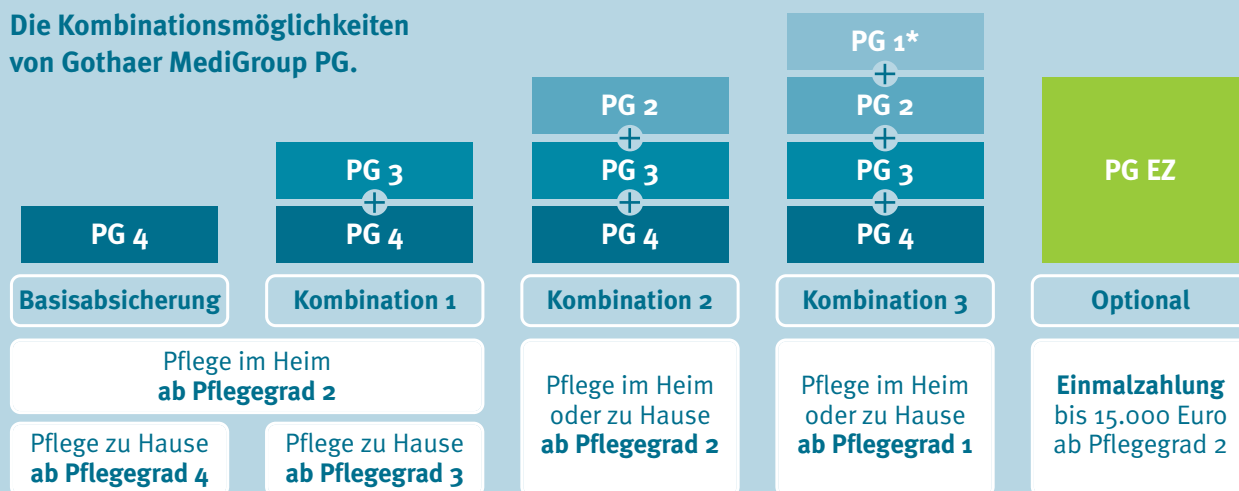 Die Kombinationsmöglichkeiten
von Gothaer MediGroup PG.
PG 4
Basisabsicherung
PG 3
+
PG 4
Kombination 1
Pflege im Heim
ab Pflegegrad 2
Pflege zu Hause
ab Pflegegrad 4
Pflege zu Hause
ab Pflegegrad 3
PG 2
+
PG 3
+
PG 4
Kombination 2
Pflege im Heim
oder zu Hause
ab Pflegegrad 2
PG 1*
+
PG 2
+
PG 3
+
PG 4
Kombination 3
Pflege im Heim
oder zu Hause
ab Pflegegrad 1
PG EZ
Optional
Einmalzahlung
bis 15.000 Euro
ab Pflegegrad 2